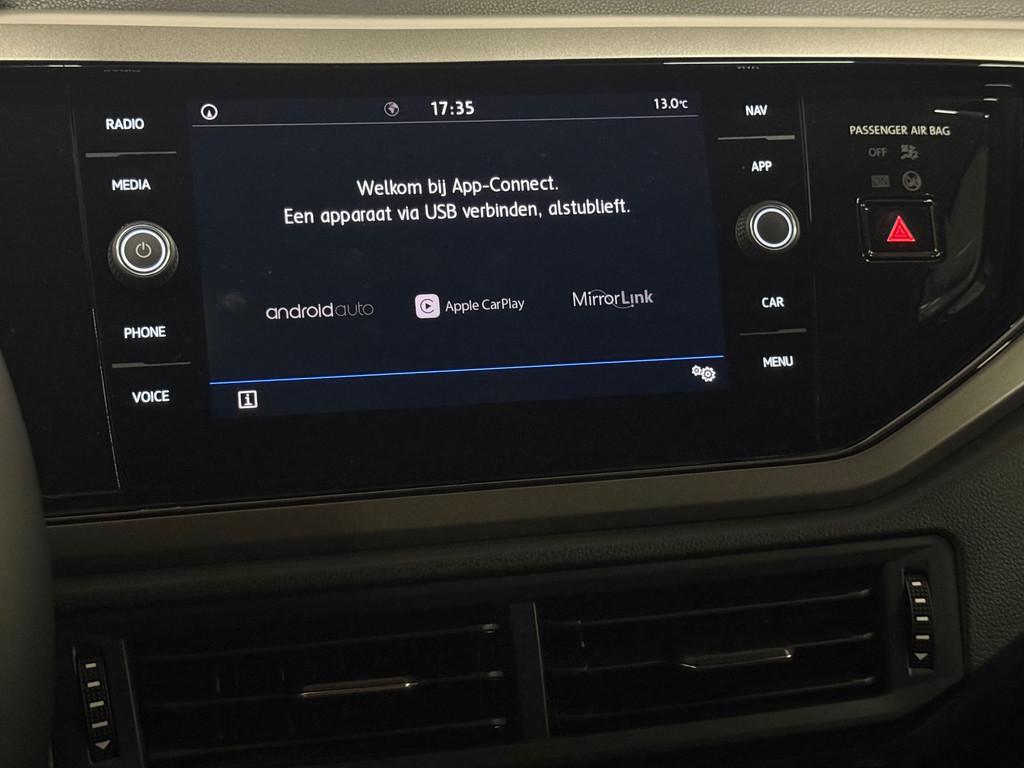 RADIO
MEDIA
PHONE
VOICE
17:35
13.0°C
Welkom bij App-Connect.
Een apparaat via USB verbinden, alstublieft.
androidauto
Apple CarPlay
MirrorLink
i
NAV
APP
CAR
MENU
PASSENGER AIR BAG
OFF